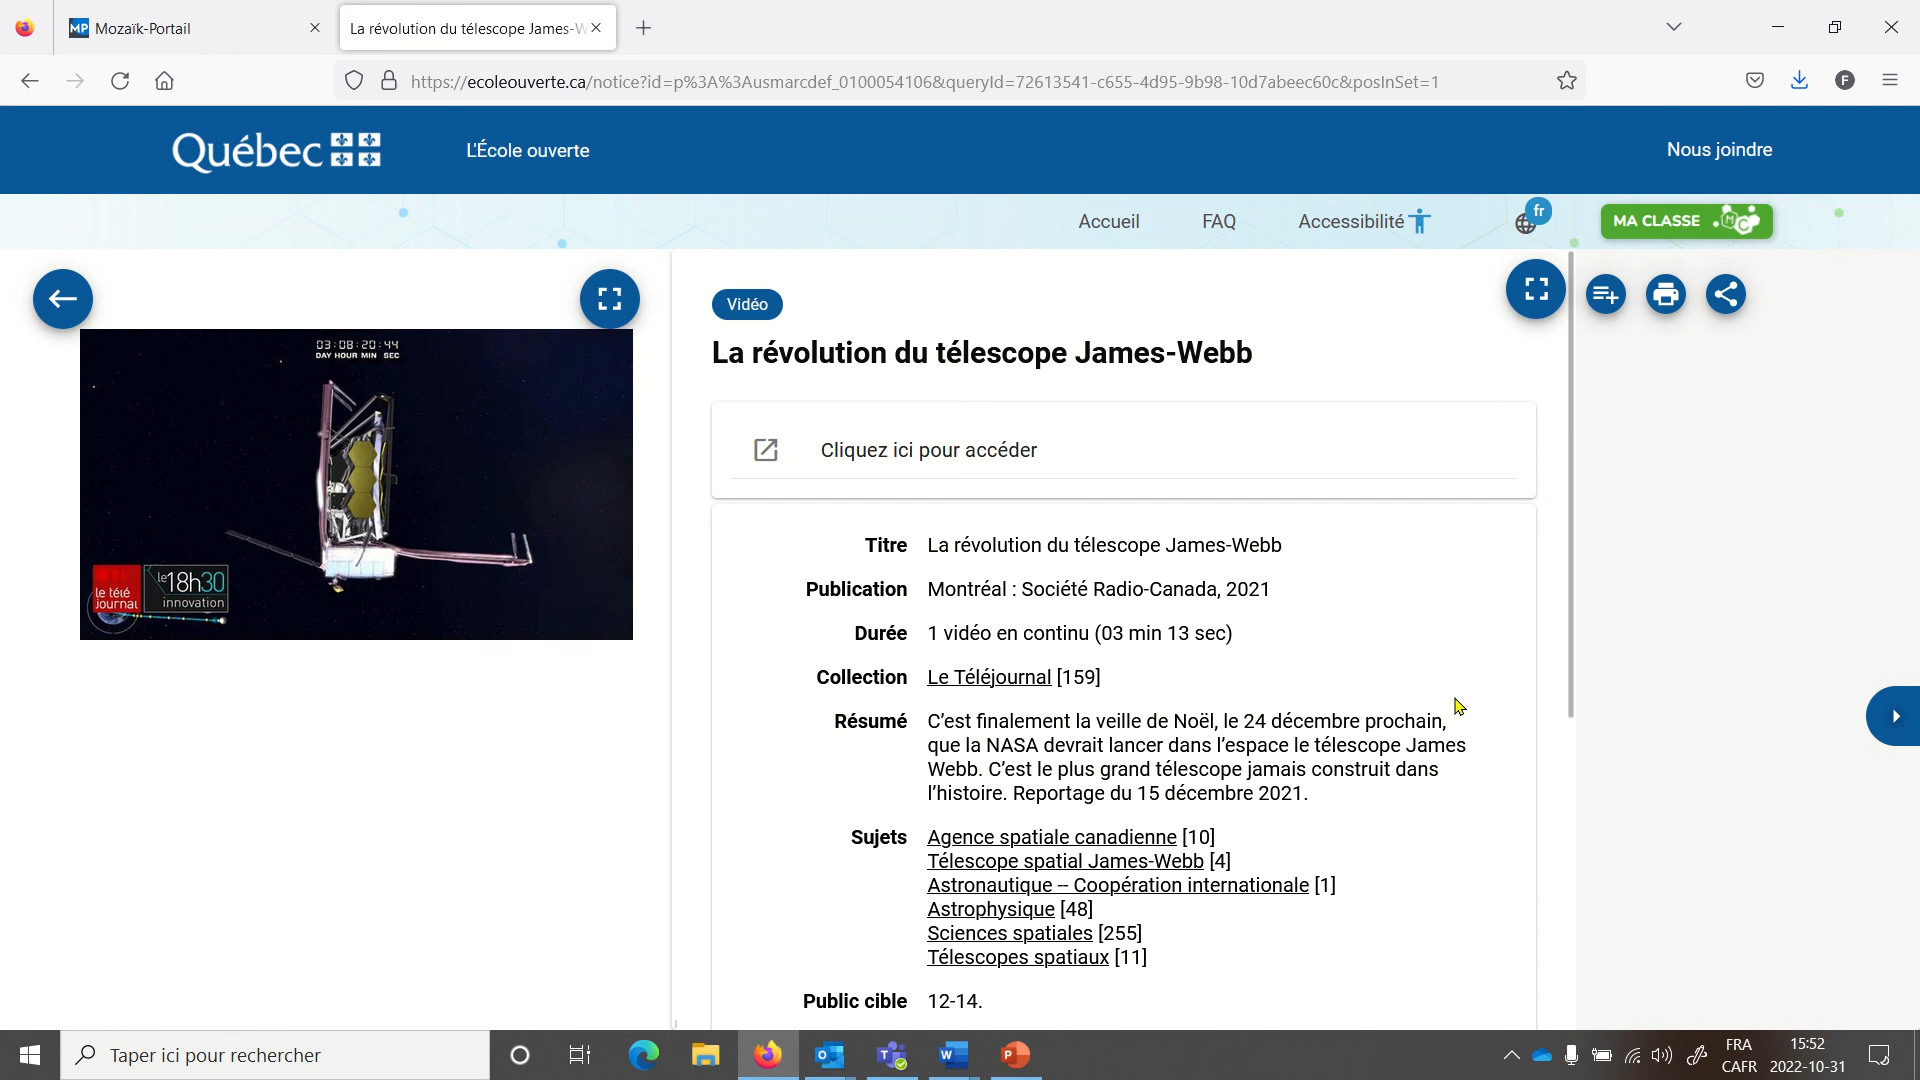 Mozaïk-Portail
La révolution du télescope James-W
https://ecoleouverte.ca/notice?id=p%3A%3Ausmarcdef_0100054106&queryId=72613541-c655-4d95-9b98-10d7abeec60c&posInSet=1
F
Québec
L'École ouverte
Nous joindre
Accueil
FAQ
Accessibilité
fr
MA CLASSE
MC
Vidéo
La révolution du télescope James-Webb
03:08:20:44
DAY HOUR MIN SEC
le télé
journal
le18h30
innovation
Cliquez ici pour accéder
Titre La révolution du télescope James-Webb
Publication Montréal : Société Radio-Canada, 2021
Durée 1 vidéo en continu (03 min 13 sec)
Collection Le Téléjournal [159]
Résumé C'est finalement la veille de Noël, le 24 décembre prochain,
que la NASA devrait lancer dans l'espace le télescope James
Webb. C'est le plus grand télescope jamais construit dans
l'histoire. Reportage du 15 décembre 2021.
Sujets Agence spatiale canadienne [10]
Télescope spatial James-Webb [4]
Astronautique -- Coopération internationale [1]
Astrophysique [48]
Sciences spatiales [255]
Télescopes spatiaux [11]
Public cible 12-14.
Taper ici pour rechercher
FRA
CAFR
15:52
2022-10-31